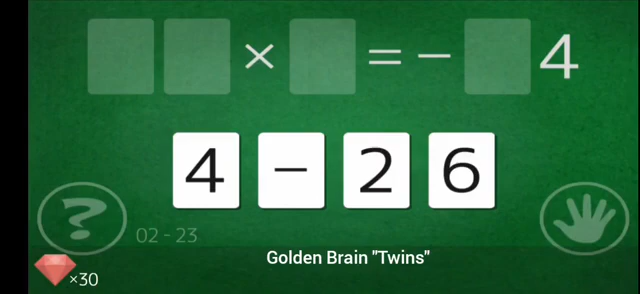 × = − 4
4 − 2 6
?
02 - 23
Golden Brain "Twins"
×30